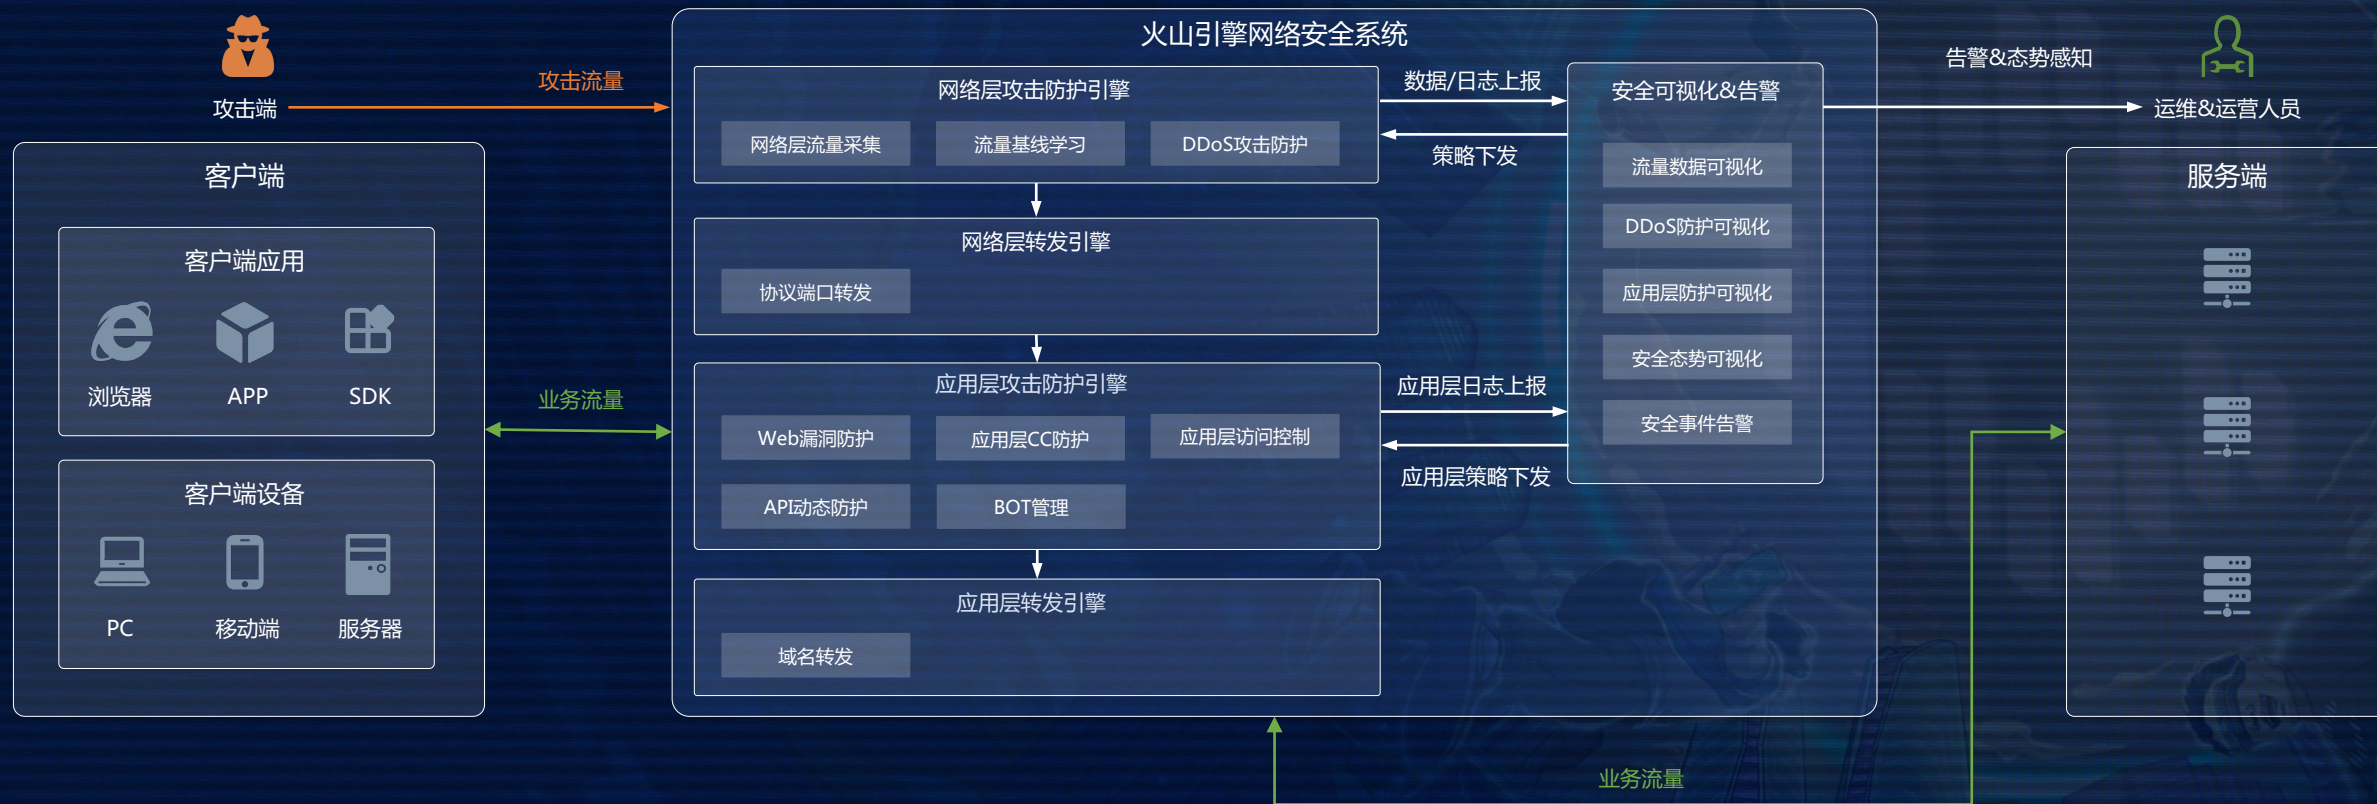 火山引擎网络安全系统
攻击端
攻击流量
客户端
客户端应用
浏览器
APP
SDK
客户端设备
PC
移动端
服务器
业务流量
网络层攻击防护引擎
网络层流量采集
流量基线学习
DDoS攻击防护
网络层转发引擎
协议端口转发
应用层攻击防护引擎
Web漏洞防护
应用层CC防护
应用层访问控制
API动态防护
BOT管理
应用层转发引擎
域名转发
数据/日志上报
策略下发
应用层日志上报
应用层策略下发
安全可视化&告警
流量数据可视化
DDoS防护可视化
应用层防护可视化
安全态势可视化
安全事件告警
告警&态势感知
运维&运营人员
服务端
业务流量